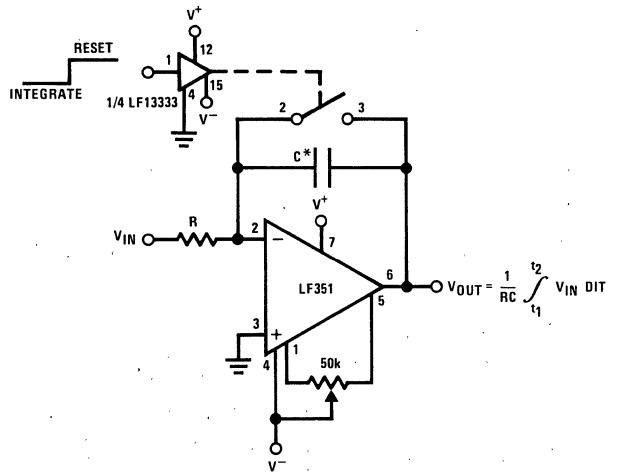 V+
RESET
12
1
15
4
INTEGRATE
1/4 LF13333
V−
2
3
C*
V+
R
2
7
VIN
−
6
LF351
VOUT = 1/RC ∫ t2 t1 VIN DIT
5
3
+
4
1
50k
V−